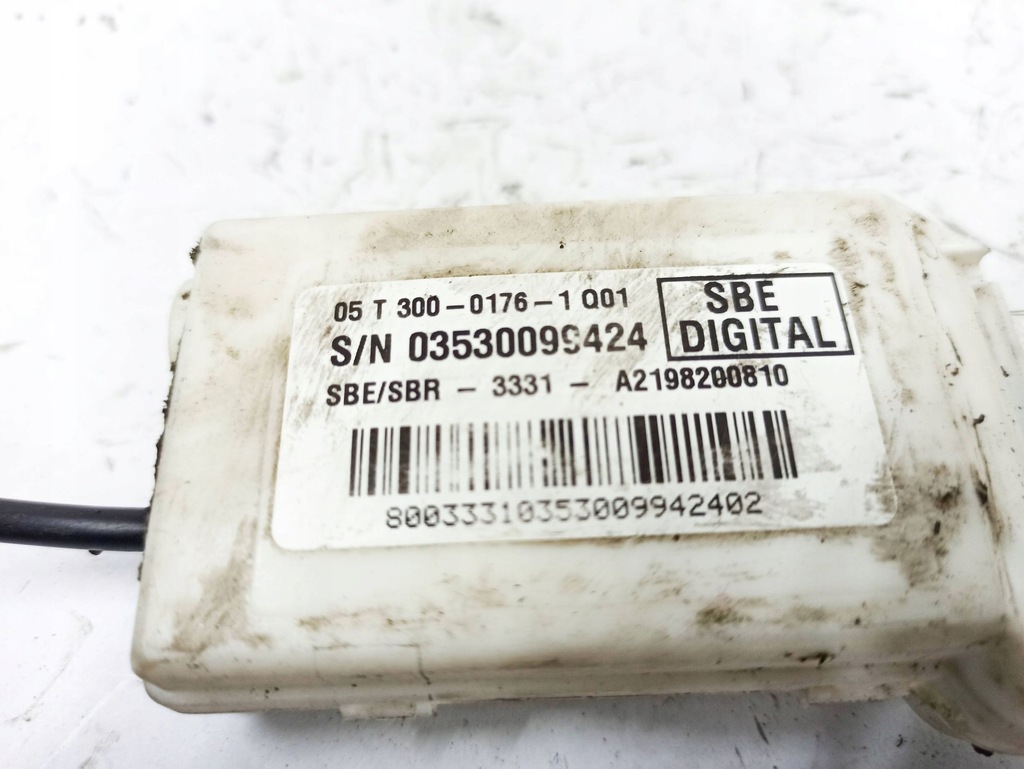 05 T 300-0176-1 Q01
S/N 03530099424
SBE
DIGITAL
SBE/SBR - 3331 - A2198200810
80033310353009942402